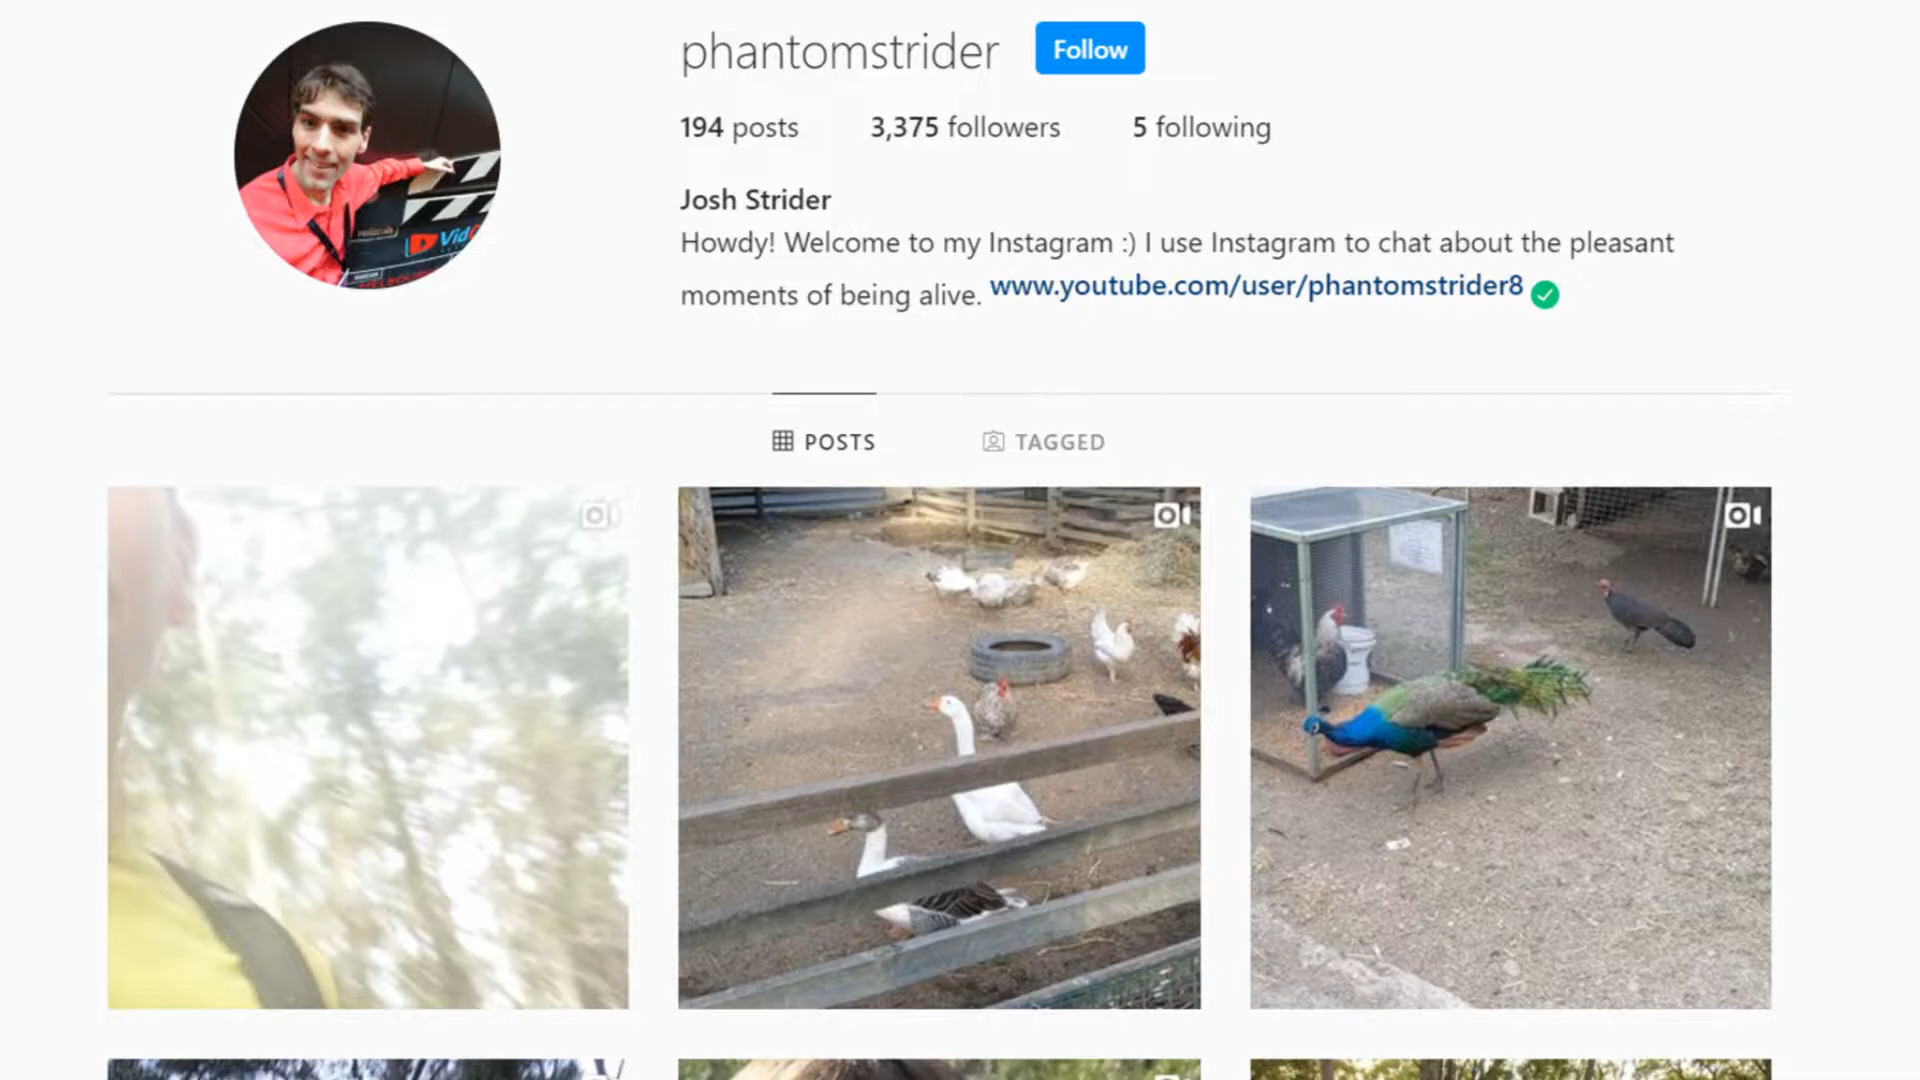 phantomstrider Follow
194 posts 3,375 followers 5 following
Josh Strider
Howdy! Welcome to my Instagram :) I use Instagram to chat about the pleasant
moments of being alive. www.youtube.com/user/phantomstrider8
POSTS TAGGED